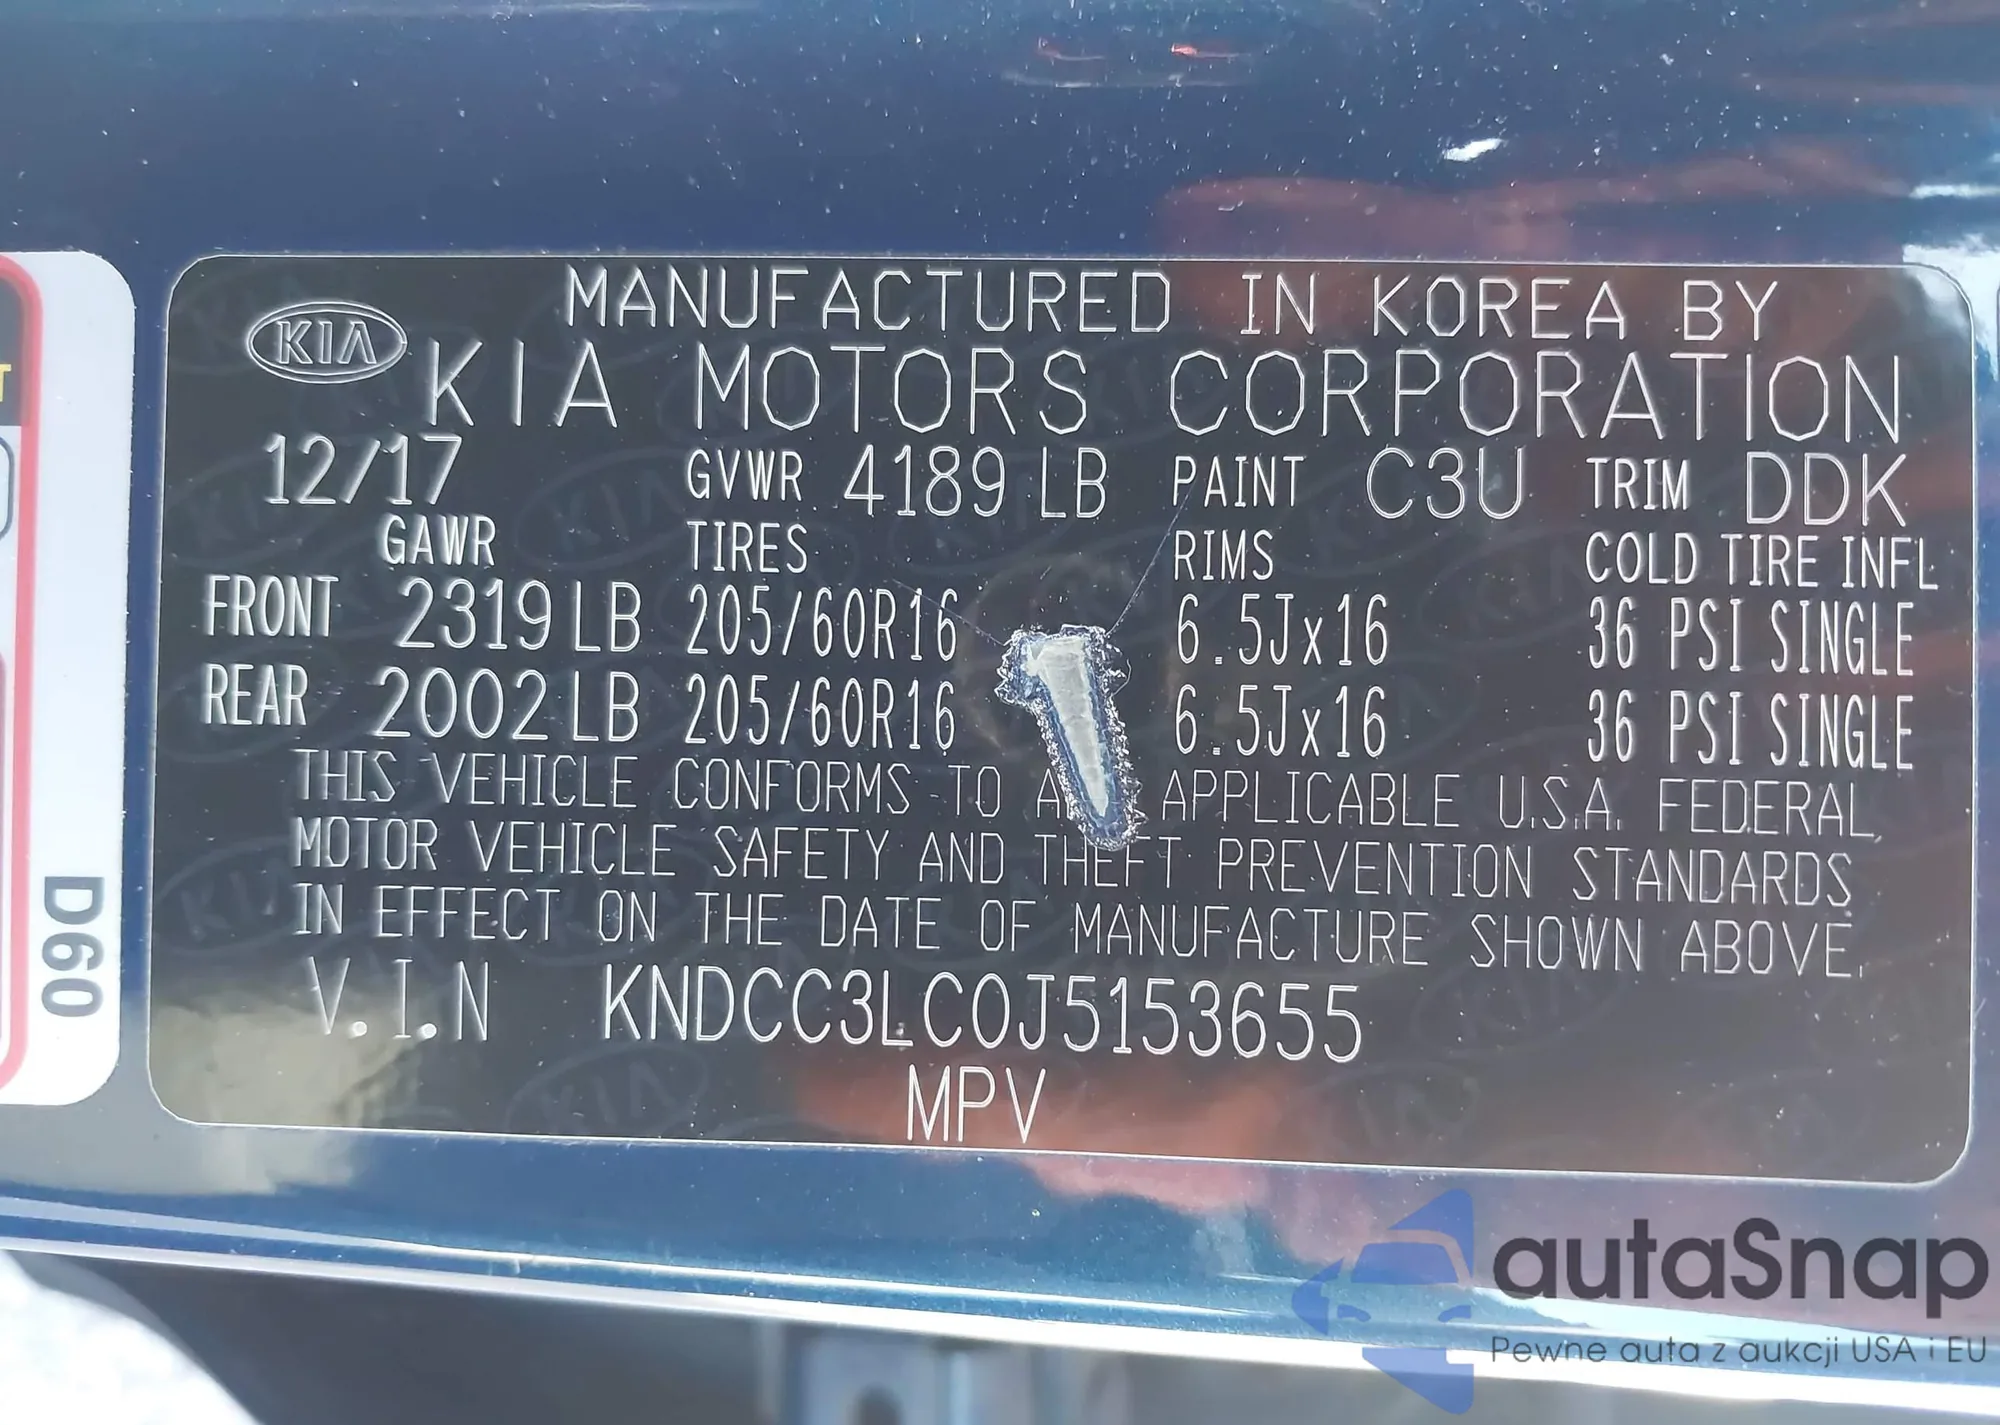 MANUFACTURED IN KOREA BY
KIA KIA MOTORS CORPORATION
12/17 GVWR 4189 LB PAINT C3U TRIM DDK
GAWR TIRES RIMS COLD TIRE INFL
FRONT 2319 LB 205/60R16 6.5Jx16 36 PSI SINGLE
REAR 2002 LB 205/60R16 6.5Jx16 36 PSI SINGLE
THIS VEHICLE CONFORMS TO APPLICABLE U.S.A. FEDERAL
MOTOR VEHICLE SAFETY AND THEFT PREVENTION STANDARDS
IN EFFECT ON THE DATE OF MANUFACTURE SHOWN ABOVE.
V.I.N KNDCC3LC0J5153655
MPV
D60
autaSnap
Pewne auta z aukcji USA i EU